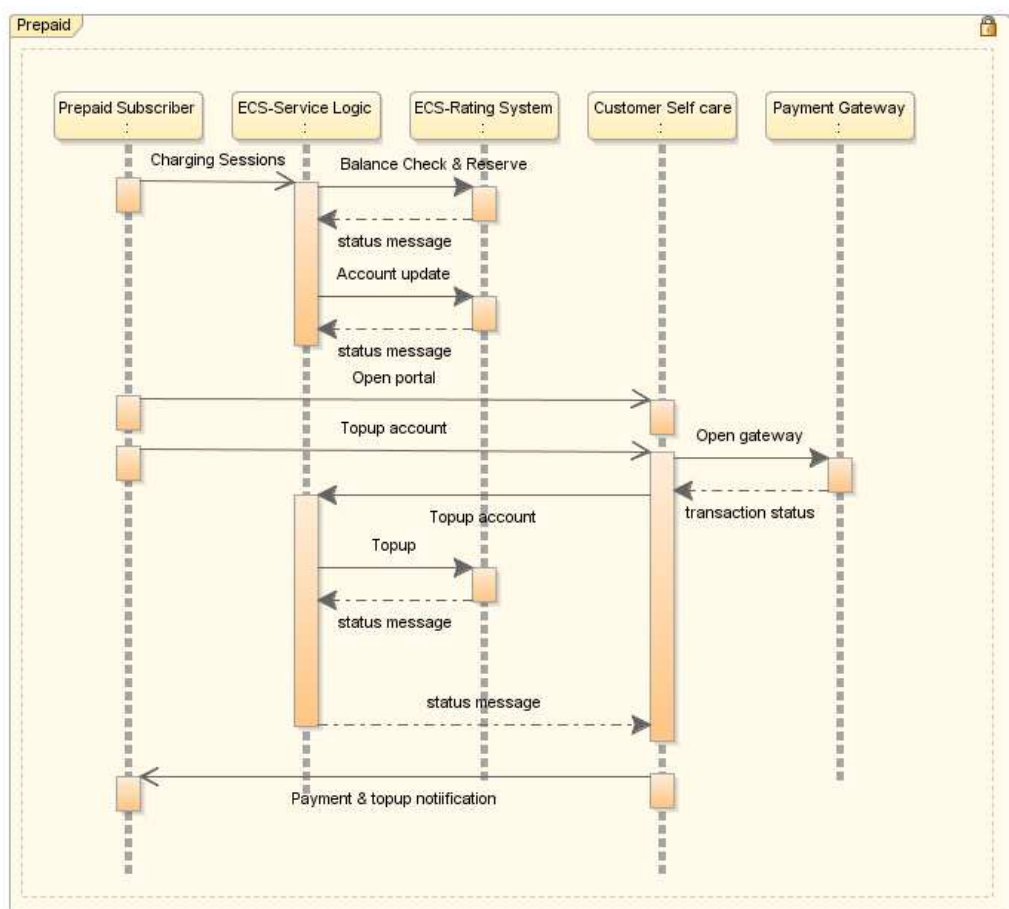 Prepaid
Prepaid Subscriber
:
ECS-Service Logic
:
ECS-Rating System
:
Customer Self care
:
Payment Gateway
:
Charging Sessions
Balance Check & Reserve
status message
Account update
status message
Open portal
Topup account
Open gateway
transaction status
Topup account
Topup
status message
status message
Payment & topup notiification